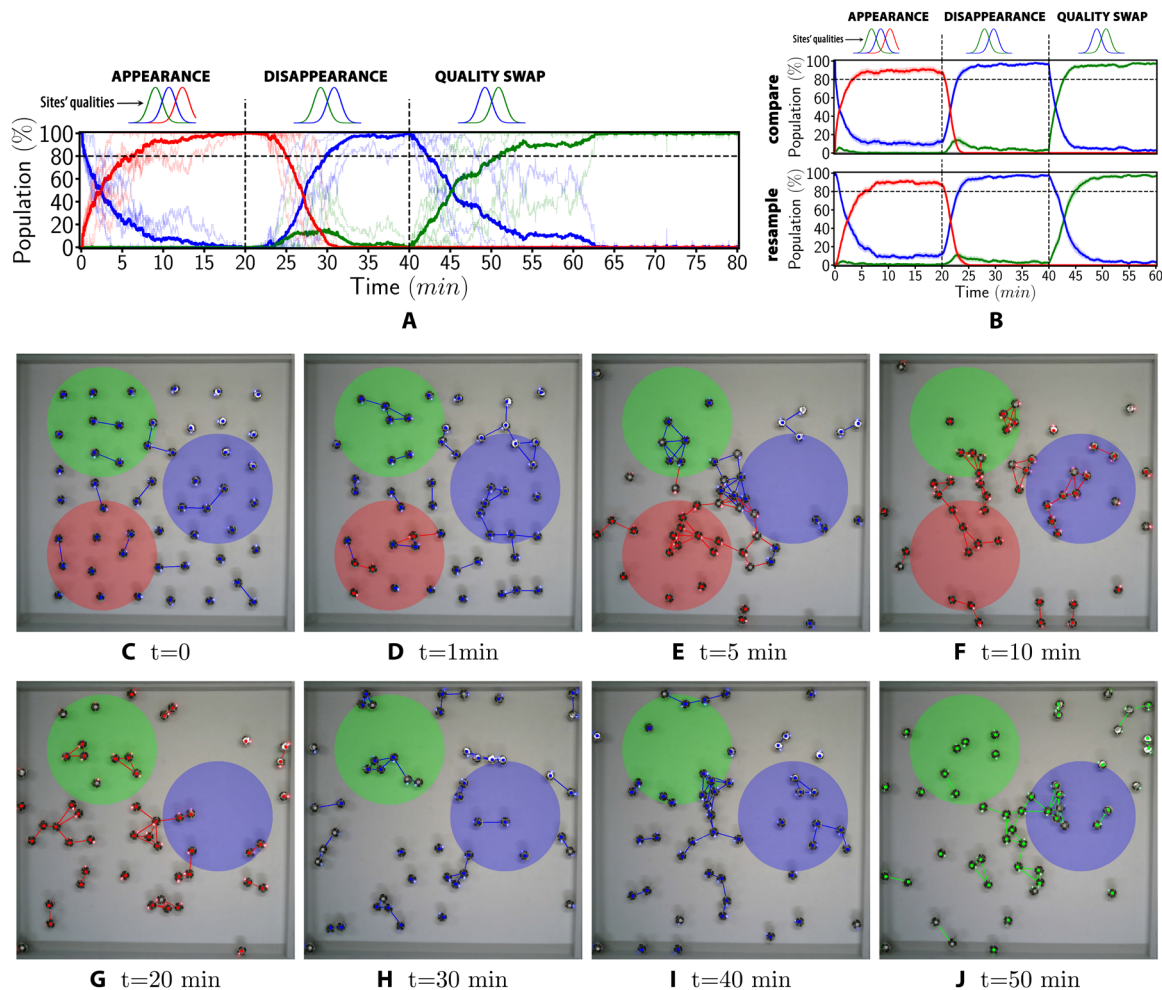 APPEARANCE DISAPPEARANCE QUALITY SWAP
Sites' qualities
Population (%)
100
80
60
40
20
0
0 5 10 15 20 25 30 35 40 45 50 55 60 65 70 75 80
Time (min)
A
APPEARANCE DISAPPEARANCE QUALITY SWAP
Sites' qualities
compare
Population (%)
100
80
60
40
20
0
resample
Population (%)
100
80
60
40
20
0
0 5 10 15 20 25 30 35 40 45 50 55 60
Time (min)
B
C t=0
D t=1min
E t=5 min
F t=10 min
G t=20 min
H t=30 min
I t=40 min
J t=50 min